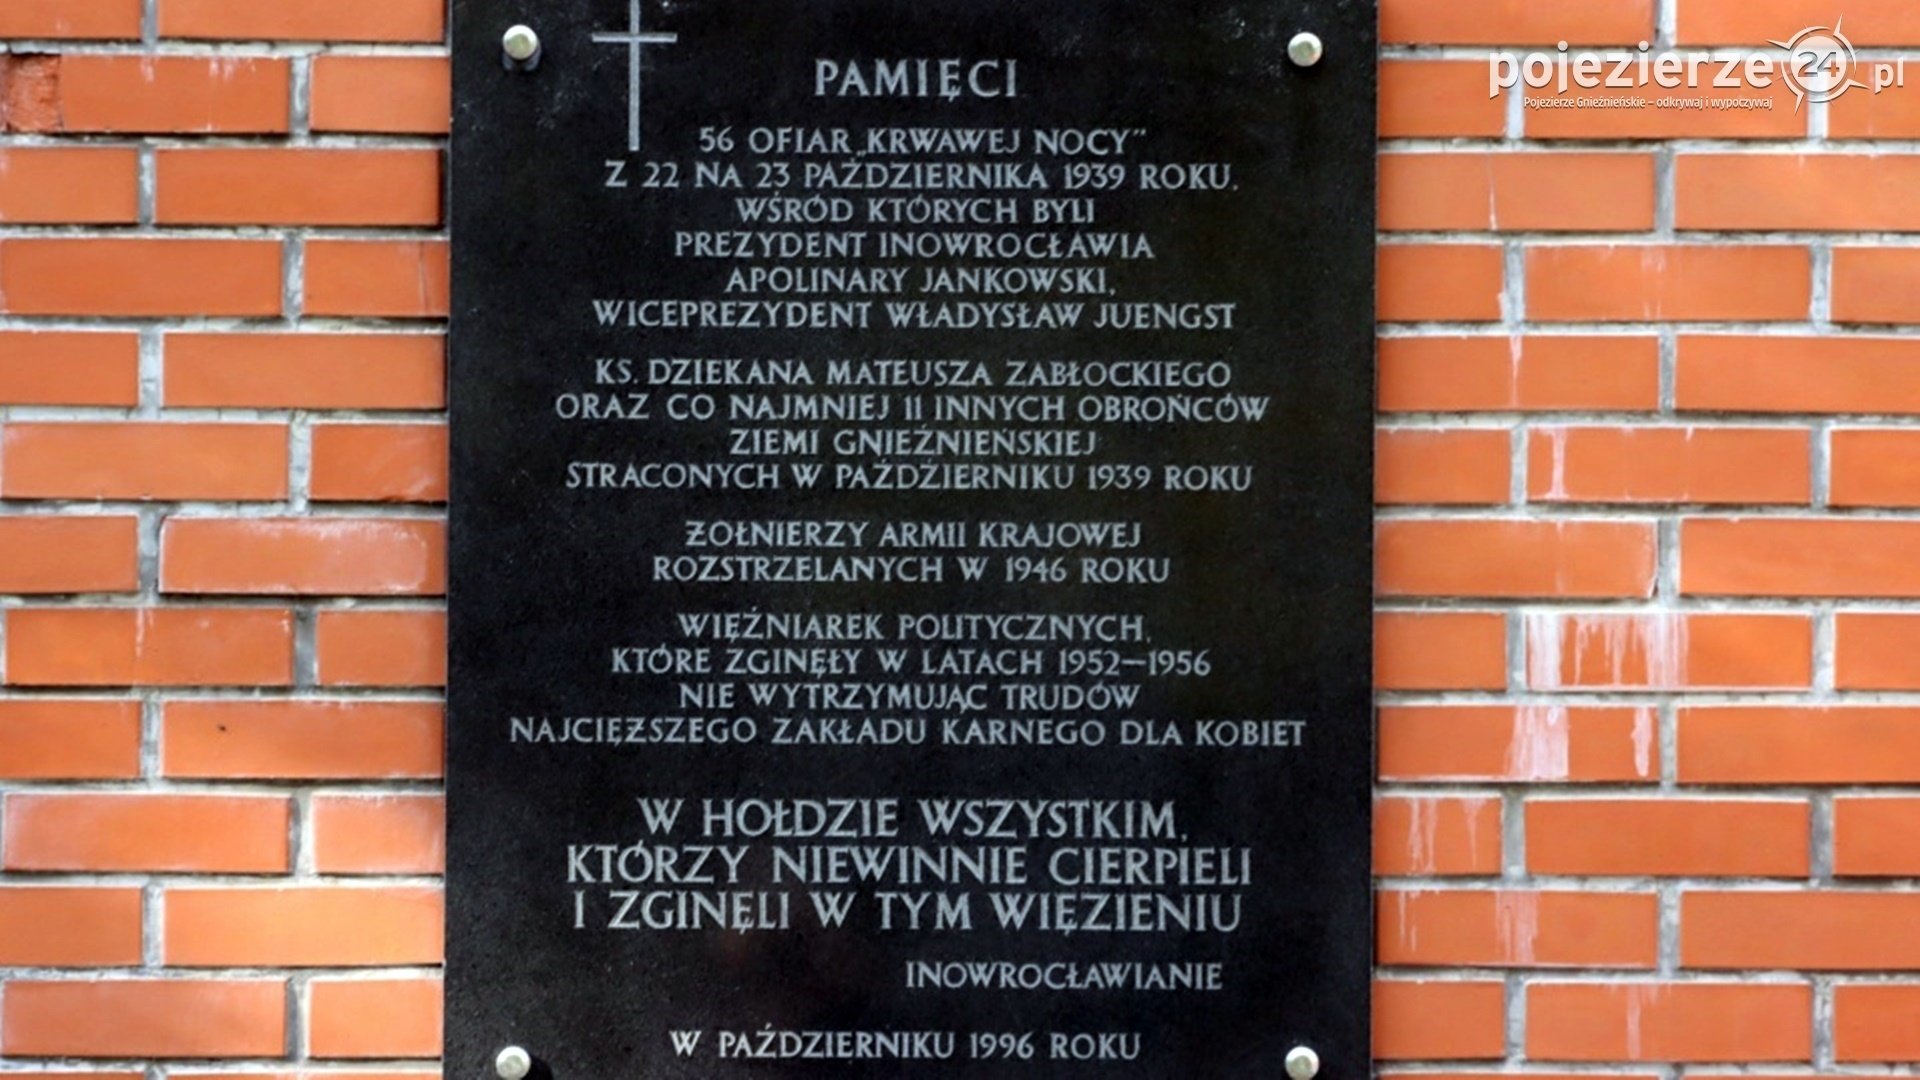 pojezierze24.pl
Pojezierze Gnieźnieńskie – odkrywaj i wypoczywaj
PAMIĘCI
56 OFIAR „KRWAWEJ NOCY”
Z 22 NA 23 PAŹDZIERNIKA 1939 ROKU,
WŚRÓD KTÓRYCH BYLI
PREZYDENT INOWROCŁAWIA
APOLINARY JANKOWSKI,
WICEPREZYDENT WŁADYSŁAW JUENGST
KS. DZIEKANA MATEUSZA ZABŁOCKIEGO
ORAZ CO NAJMNIEJ 11 INNYCH OBROŃCÓW
ZIEMI GNIEŹNIEŃSKIEJ
STRACONYCH W PAŹDZIERNIKU 1939 ROKU
ŻOŁNIERZY ARMII KRAJOWEJ
ROZSTRZELANYCH W 1946 ROKU
WIĘŹNIAREK POLITYCZNYCH,
KTÓRE ZGINĘŁY W LATACH 1952–1956
NIE WYTRZYMUJĄC TRUDÓW
NAJCIĘŻSZEGO ZAKŁADU KARNEGO DLA KOBIET
W HOŁDZIE WSZYSTKIM,
KTÓRZY NIEWINNIE CIERPIELI
I ZGINĘLI W TYM WIĘZIENIU
INOWROCŁAWIANIE
W PAŹDZIERNIKU 1996 ROKU